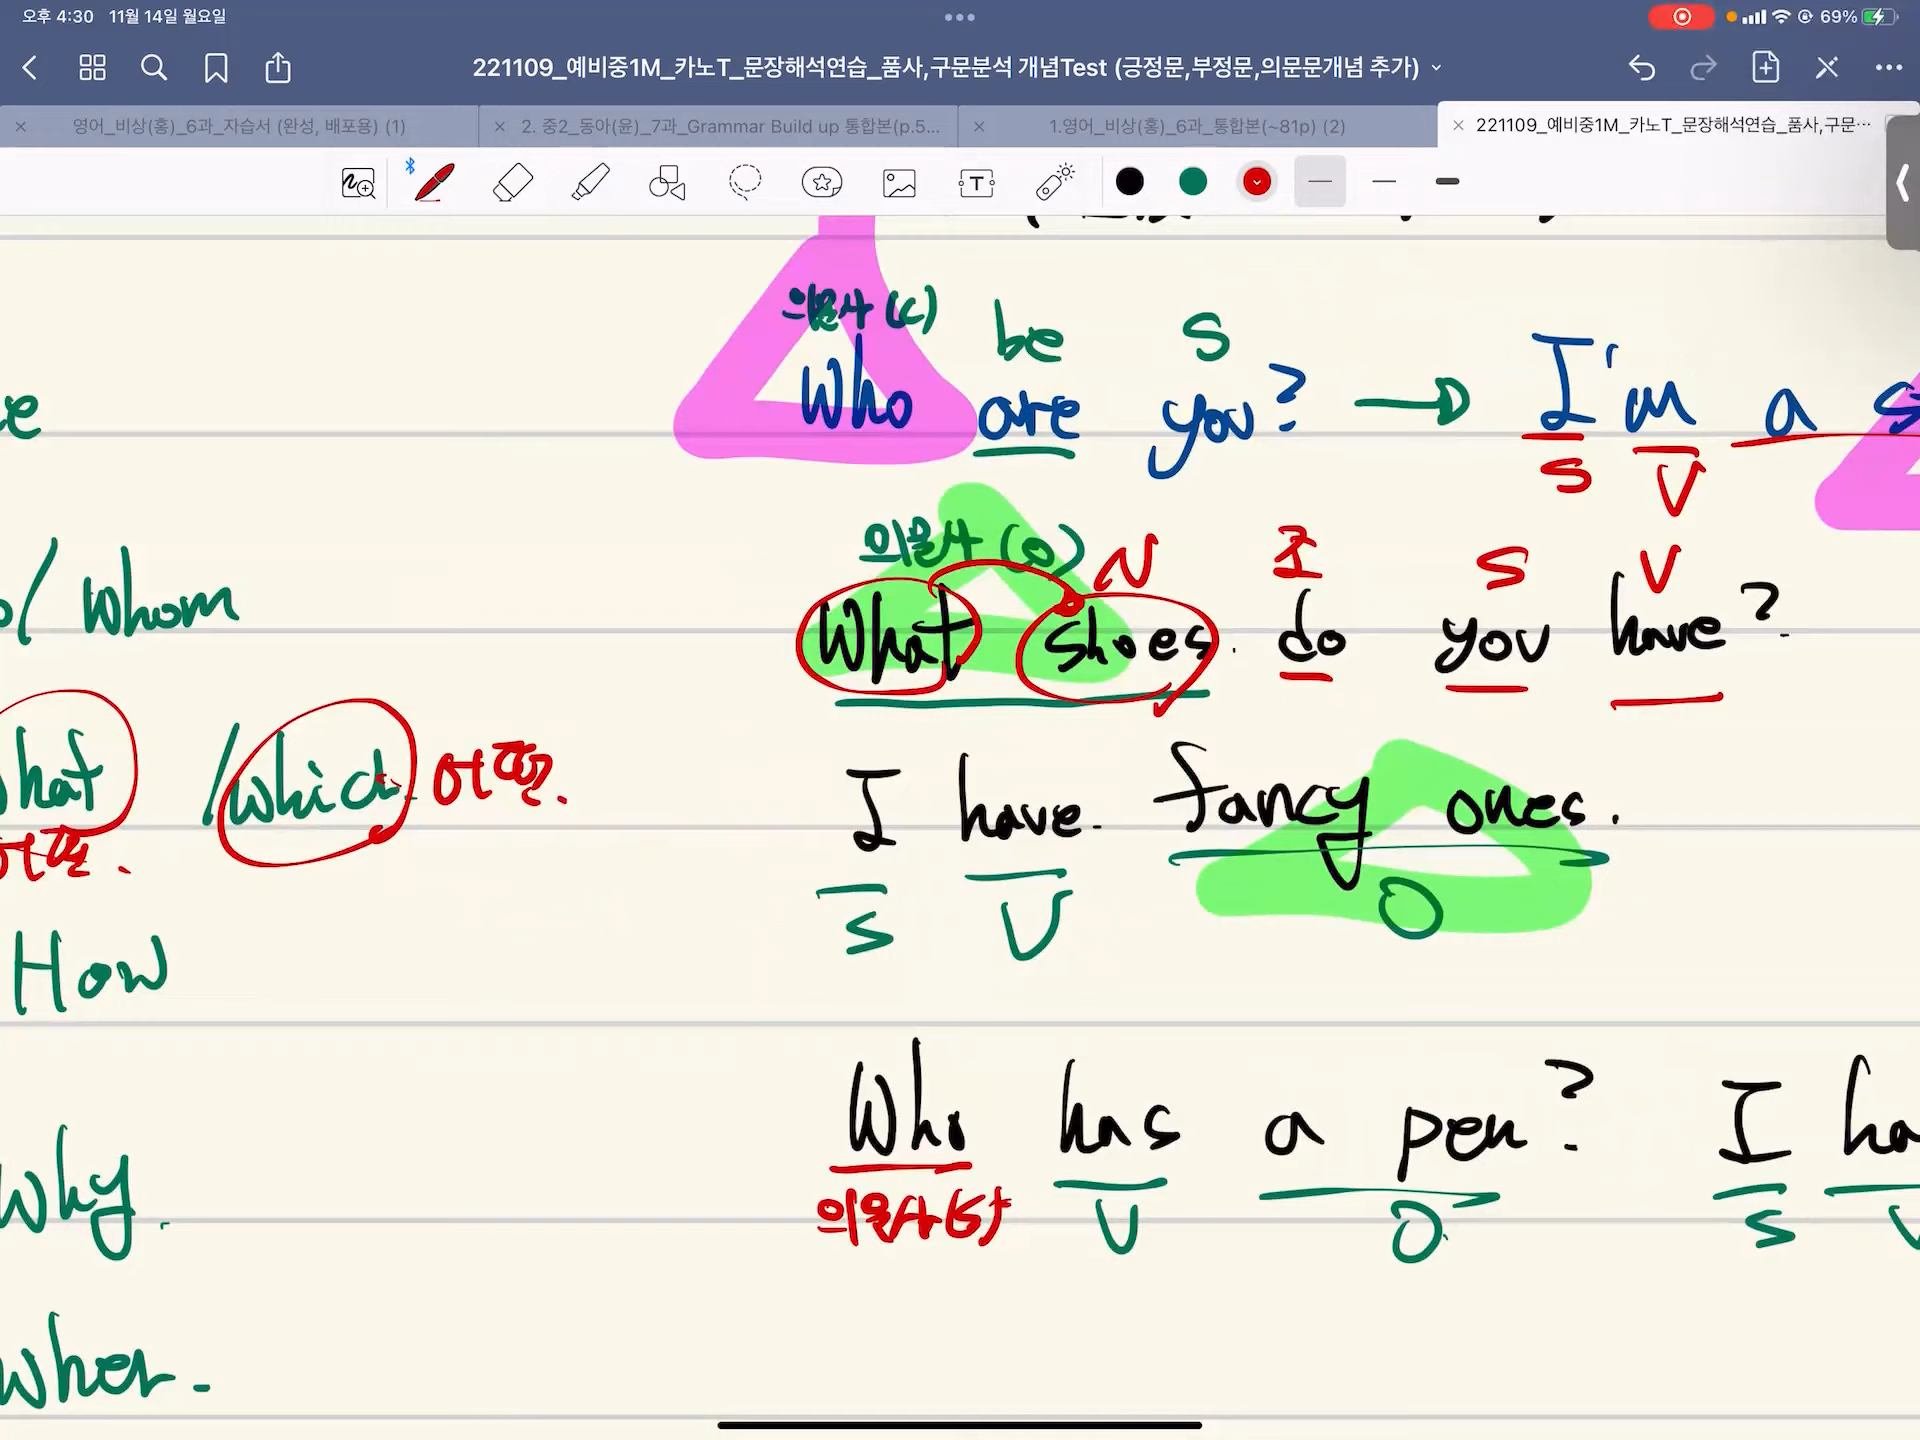 오후 4:30 11월 14일 월요일
69%
221109_예비중1M_카노T_문장해석연습_품사,구문분석 개념Test (긍정문,부정문,의문문개념 추가)
영어_비상(홍)_6과_자습서 (완성, 배포용) (1)
2. 중2_동아(윤)_7과_Grammar Build up 통합본(p.5...
1.영어_비상(홍)_6과_통합본(~81p) (2)
221109_예비중1M_카노T_문장해석연습_품사,구문...
의문사 (C) be S
Who are you? → I'm a
S V
의문사 (O) N 조 S V
/ Whom
What shoes. do you have?
hat /which. 어떤.
어떤.
I have. fancy ones.
S V O
How
Who has a pen? I ha
의문사(S) V O. S V
Why.
when.